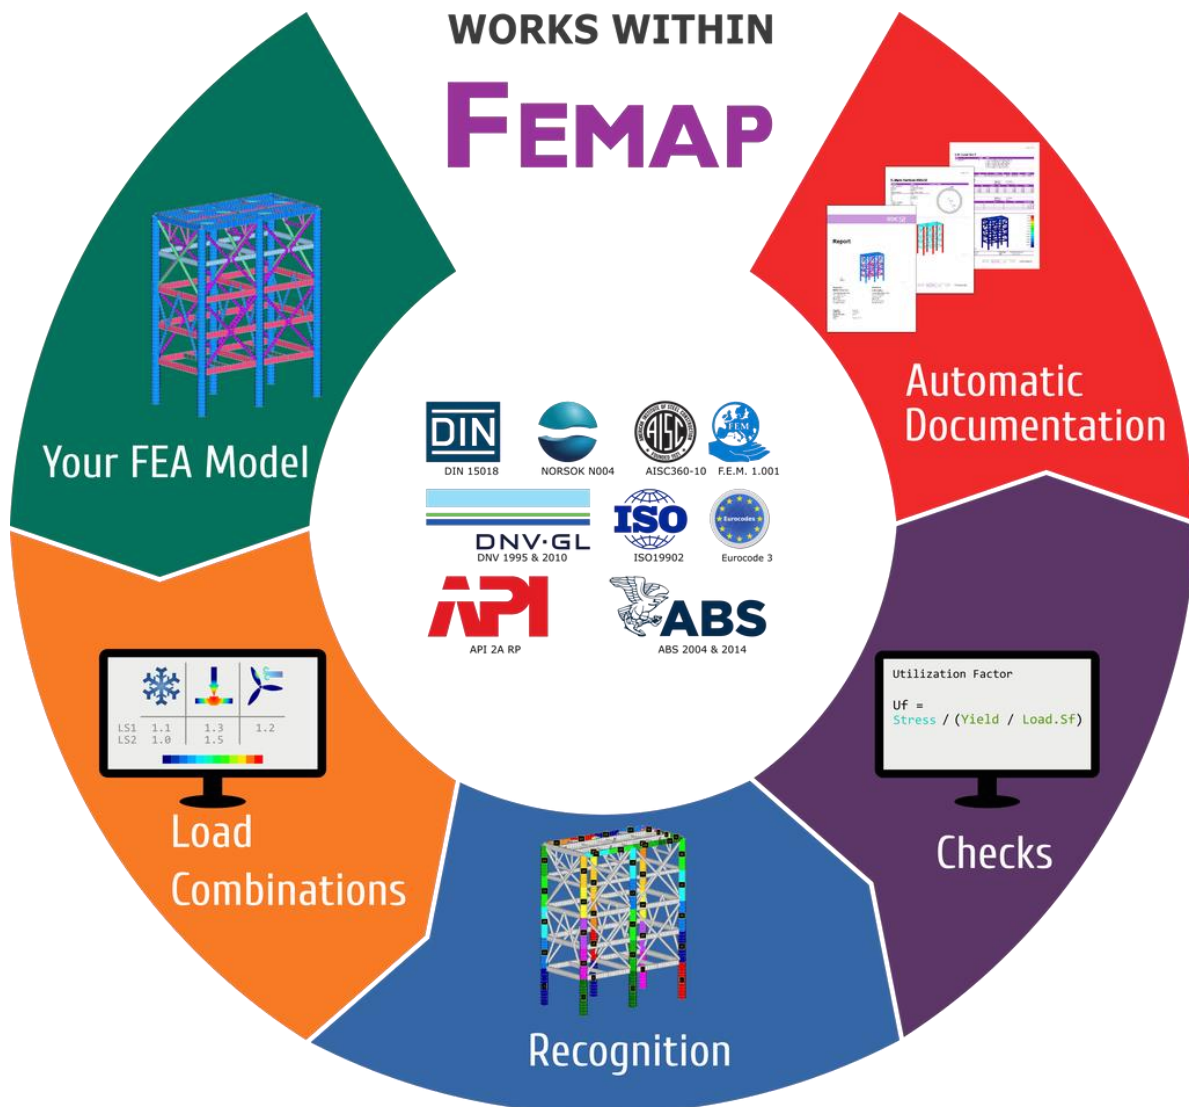 WORKS WITHIN
FEMAP
Your FEA Model
Report
Automatic
Documentation
DIN
DIN 15018
NORSOK N004
AISC
AISC360-10
FEM
F.E.M. 1.001
DNV·GL
DNV 1995 & 2010
ISO
ISO19902
Eurocodes
Eurocode 3
API
API 2A RP
ABS
ABS 2004 & 2014
LS1 1.1 1.3 1.2
LS2 1.0 1.5
Load
Combinations
Utilization Factor
Uf =
Stress / (Yield / Load.Sf)
Checks
Recognition